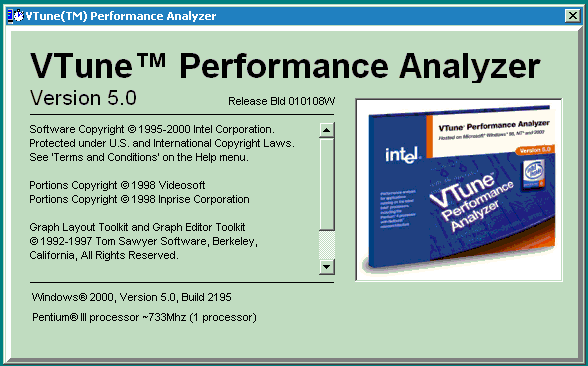 VTune(TM) Performance Analyzer
VTune™ Performance Analyzer
Version 5.0
Release Bld 010108W
Software Copyright © 1995-2000 Intel Corporation.
Protected under U.S. and International Copyright Laws.
See 'Terms and Conditions' on the Help menu.
Portions Copyright © 1998 Videosoft
Portions Copyright © 1998 Inprise Corporation
Graph Layout Toolkit and Graph Editor Toolkit
© 1992-1997 Tom Sawyer Software, Berkeley,
California, All Rights Reserved.
Windows® 2000, Version 5.0, Build 2195
Pentium® III processor ~733Mhz (1 processor)
VTune Performance Analyzer
Hosted on Microsoft Windows 98, NT and 2000
Version 5.0
intel
VTune
Performance
Analyzer